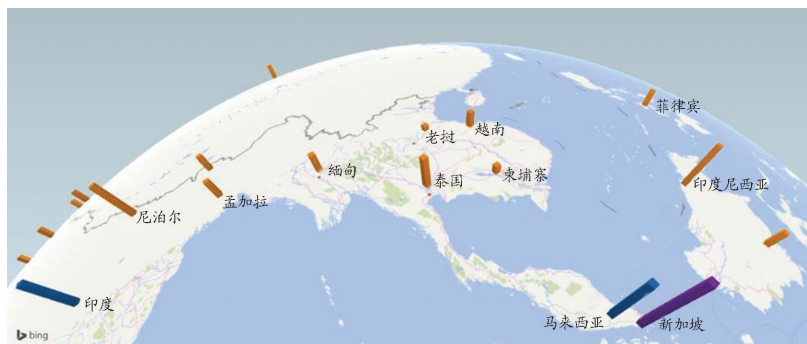 菲律宾
越南
老挝
缅甸
柬埔寨
泰国
印度尼西亚
孟加拉
尼泊尔
印度
马来西亚
新加坡
bing